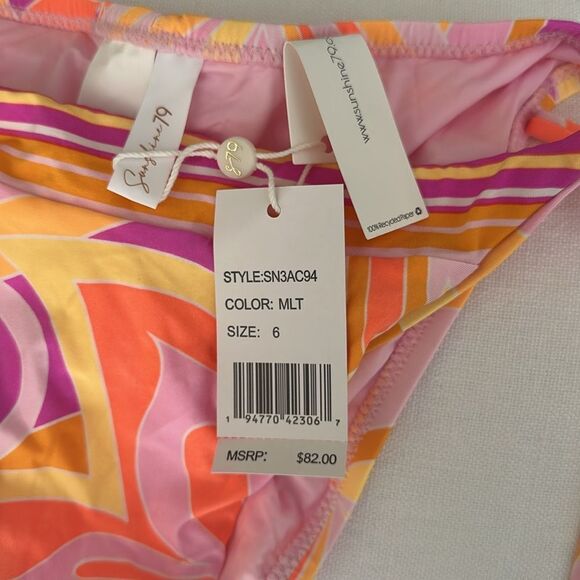 Sunshine 79
www.sunshine79.c
100% Recycled Paper
S79
STYLE:SN3AC94
COLOR: MLT
SIZE: 6
1 94770 42306 7
MSRP: $82.00